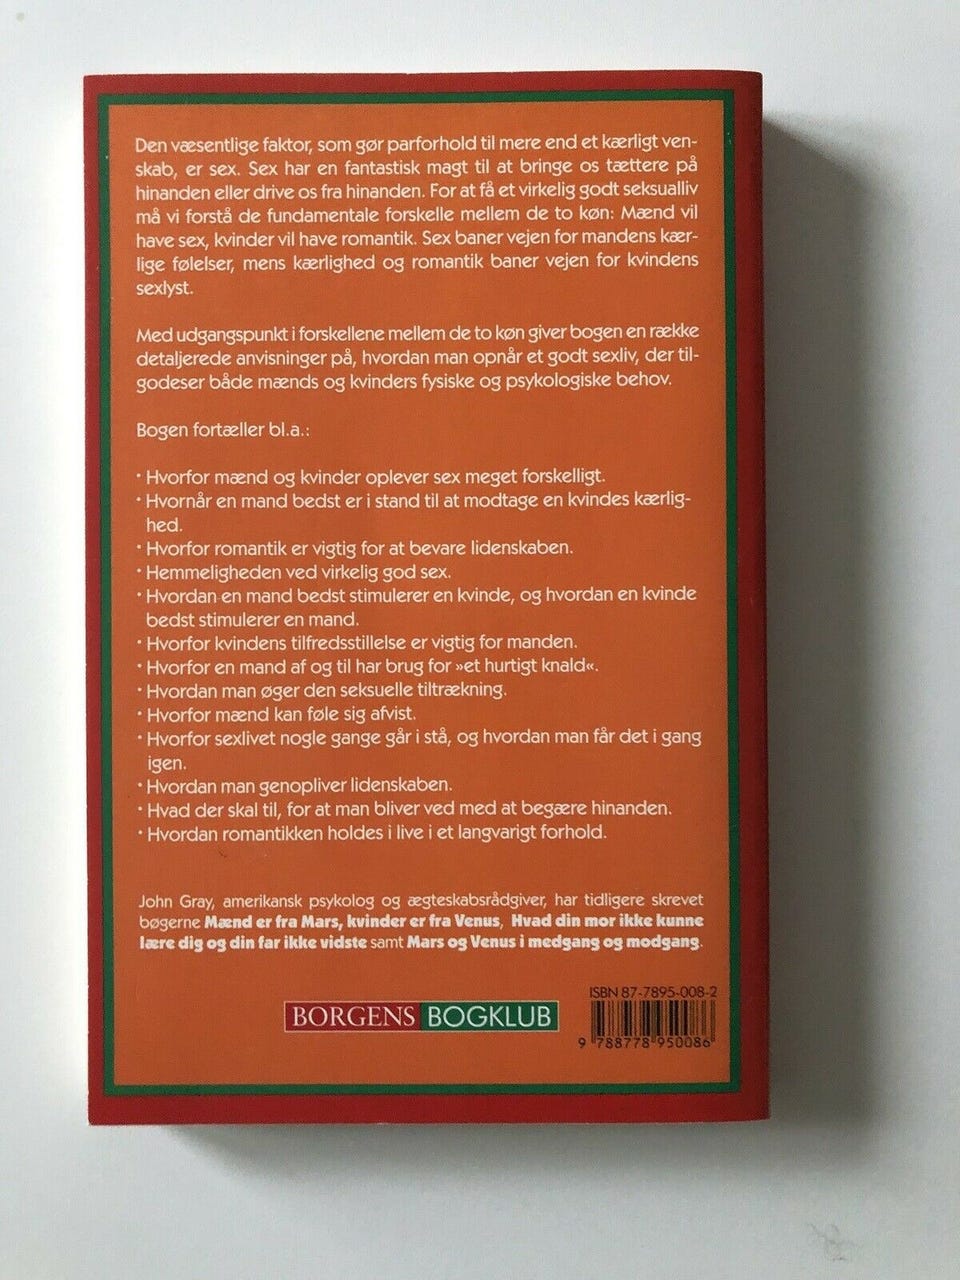 Den væsentlige faktor, som gør parforhold til mere end et kærligt ven-
skab, er sex. Sex har en fantastisk magt til at bringe os tættere på
hinanden eller drive os fra hinanden. For at få et virkelig godt seksualliv
må vi forstå de fundamentale forskelle mellem de to køn: Mænd vil
have sex, kvinder vil have romantik. Sex baner vejen for mandens kær-
lige følelser, mens kærlighed og romantik baner vejen for kvindens
sexlyst.
Med udgangspunkt i forskellene mellem de to køn giver bogen en række
detaljerede anvisninger på, hvordan man opnår et godt sexliv, der til-
godeser både mænds og kvinders fysiske og psykologiske behov.
Bogen fortæller bl.a.:
• Hvorfor mænd og kvinder oplever sex meget forskelligt.
• Hvornår en mand bedst er i stand til at modtage en kvindes kærlig-
hed.
• Hvorfor romantik er vigtig for at bevare lidenskaben.
• Hemmeligheden ved virkelig god sex.
• Hvordan en mand bedst stimulerer en kvinde, og hvordan en kvinde
bedst stimulerer en mand.
• Hvorfor kvindens tilfredsstillelse er vigtig for manden.
• Hvorfor en mand af og til har brug for »et hurtigt knald«.
• Hvordan man øger den seksuelle tiltrækning.
• Hvorfor mænd kan føle sig afvist.
• Hvorfor sexlivet nogle gange går i stå, og hvordan man får det i gang
igen.
• Hvordan man genopliver lidenskaben.
• Hvad der skal til, for at man bliver ved med at begære hinanden.
• Hvordan romantikken holdes i live i et langvarigt forhold.
John Gray, amerikansk psykolog og ægteskabsrådgiver, har tidligere skrevet
bøgerne Mænd er fra Mars, kvinder er fra Venus, Hvad din mor ikke kunne
lære dig og din far ikke vidste samt Mars og Venus i medgang og modgang.
ISBN 87-7895-008-2
BORGENS BOGKLUB
9 788778 950086